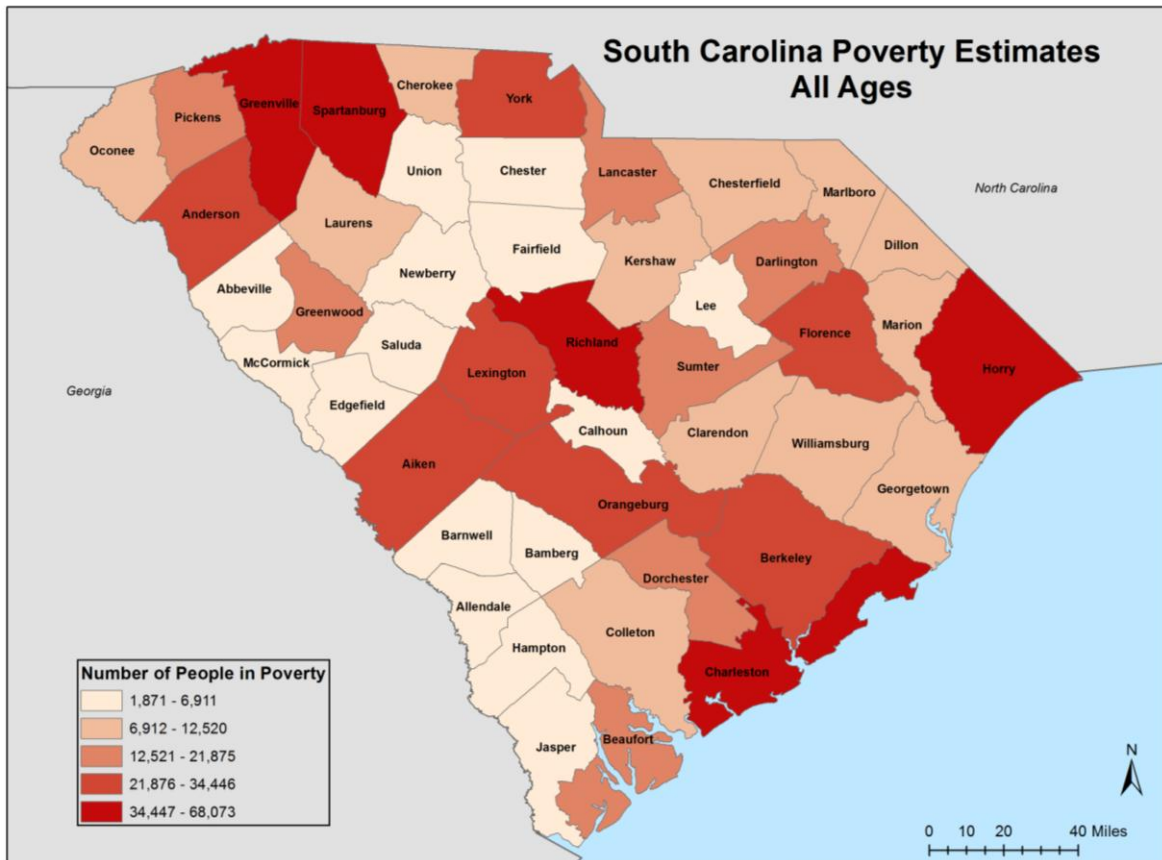 South Carolina Poverty Estimates
All Ages
Cherokee
York
Greenville
Spartanburg
Pickens
Oconee
Union
Chester
Lancaster
Chesterfield
Marlboro
North Carolina
Anderson
Laurens
Fairfield
Dillon
Kershaw
Darlington
Newberry
Abbeville
Lee
Greenwood
Florence
Marion
Saluda
Richland
McCormick
Lexington
Sumter
Horry
Georgia
Edgefield
Calhoun
Clarendon
Williamsburg
Aiken
Georgetown
Orangeburg
Barnwell
Bamberg
Berkeley
Dorchester
Allendale
Colleton
Hampton
Charleston
Jasper
Beaufort
Number of People in Poverty
1,871 - 6,911
6,912 - 12,520
12,521 - 21,875
21,876 - 34,446
34,447 - 68,073
N
0 10 20 40 Miles